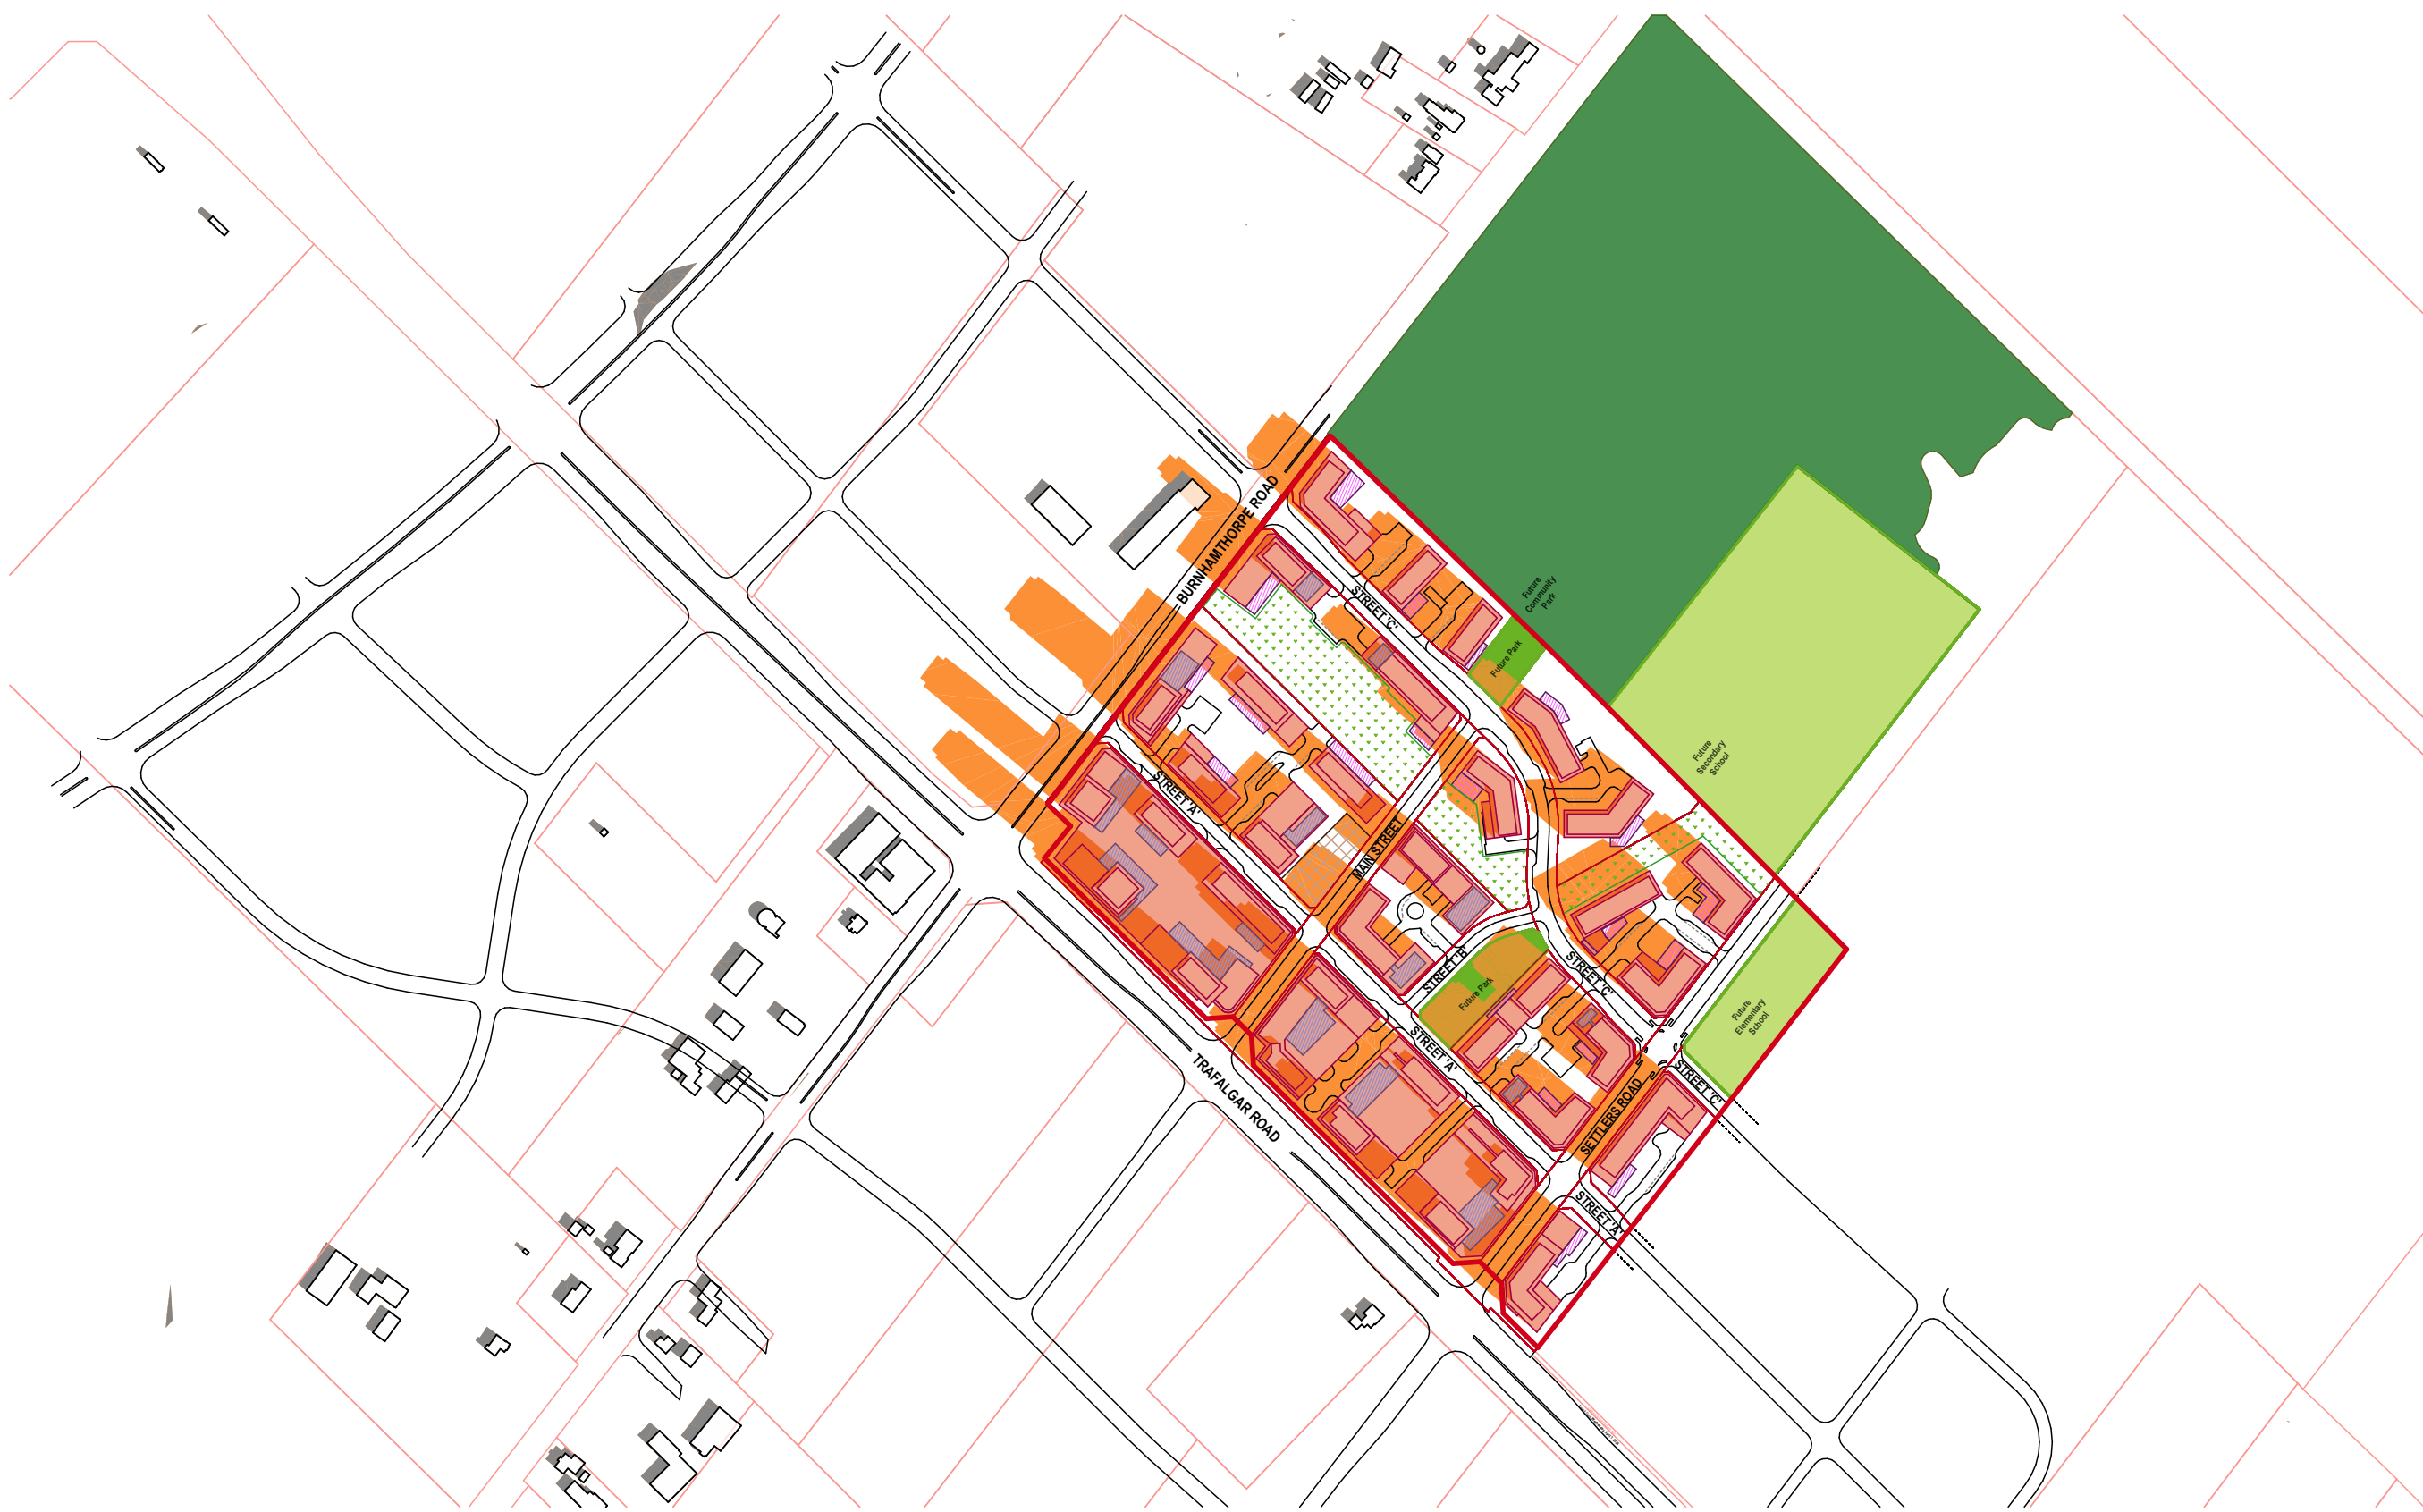 BURNHAMTHORPE ROAD
STREET 'C'
Future
Community
Park
Future Park
Future
Secondary
School
STREET 'A'
MAIN STREET
STREET 'B'
Future Park
STREET 'C'
Future
Elementary
School
STREET 'A'
TRAFALGAR ROAD
SETTLERS ROAD
STREET 'C'
STREET 'A'